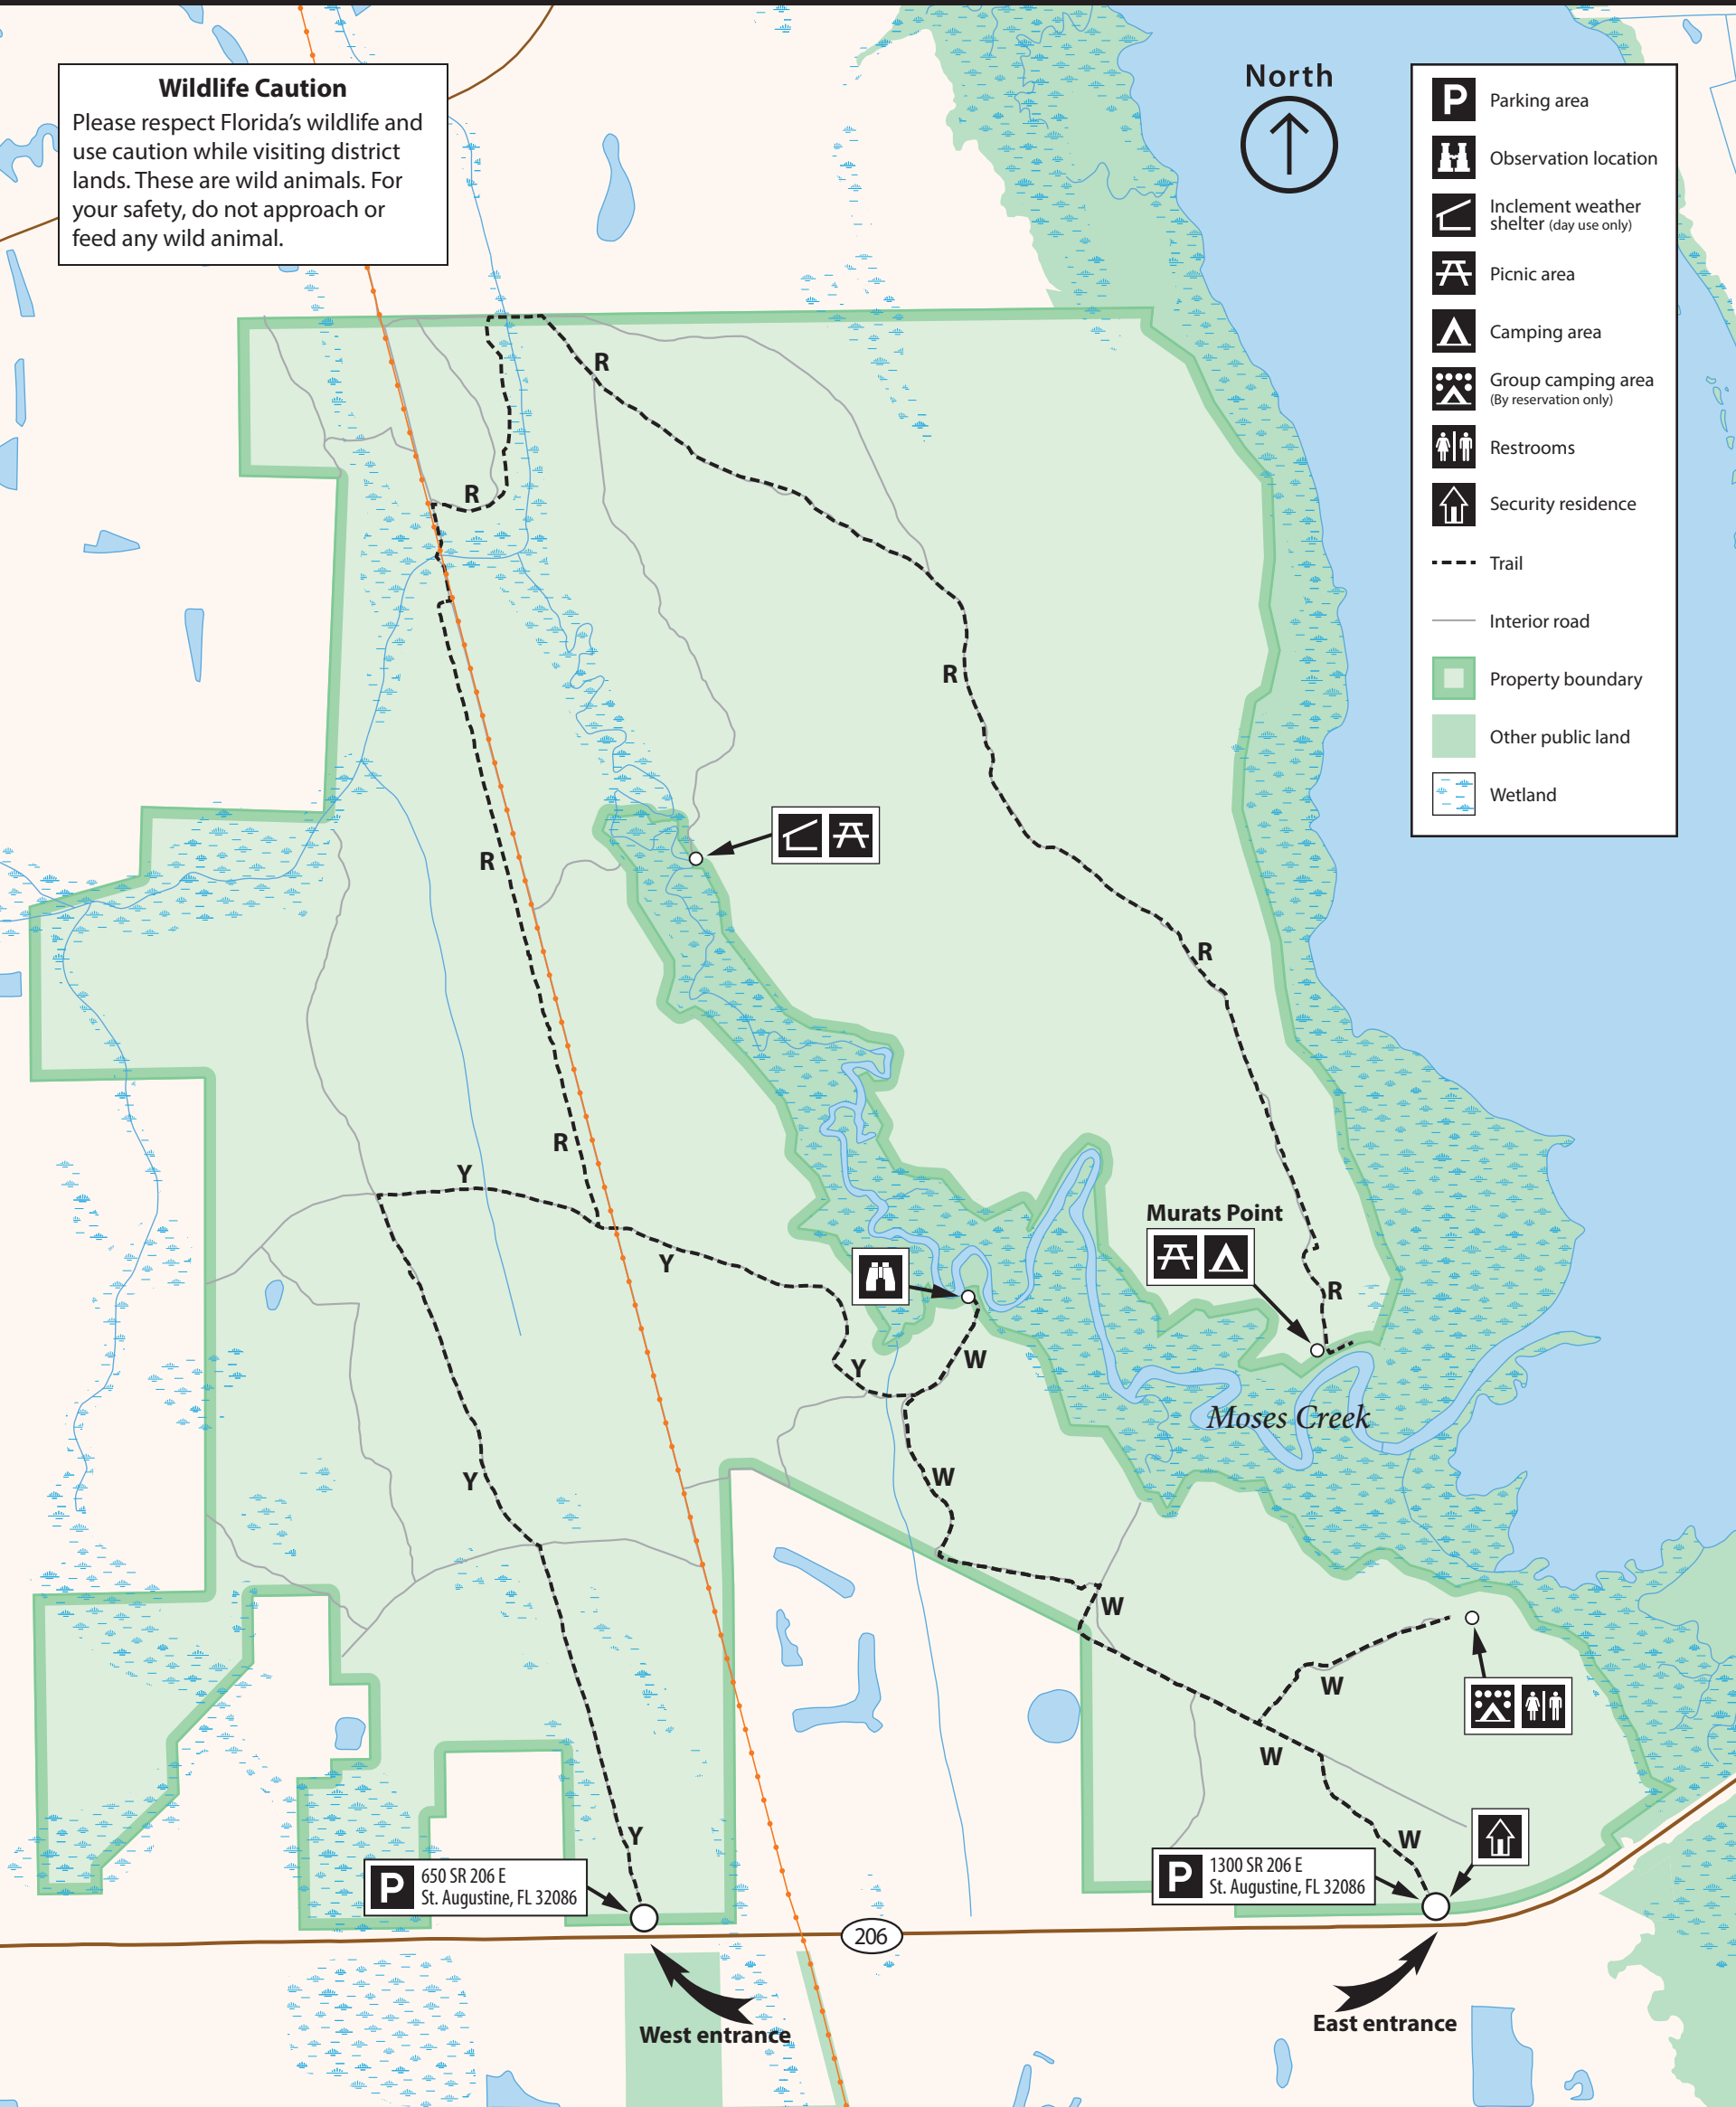 Wildlife Caution
Please respect Florida's wildlife and
use caution while visiting district
lands. These are wild animals. For
your safety, do not approach or
feed any wild animal.
North
P Parking area
Observation location
Inclement weather
shelter (day use only)
Picnic area
Camping area
Group camping area
(By reservation only)
Restrooms
Security residence
Trail
Interior road
Property boundary
Other public land
Wetland
R
R
R
R
R
R
Y
Murats Point
Y
R
Y
W
Moses Creek
Y
W
W
W
W
Y
W
P 650 SR 206 E
St. Augustine, FL 32086
P 1300 SR 206 E
St. Augustine, FL 32086
206
West entrance
East entrance